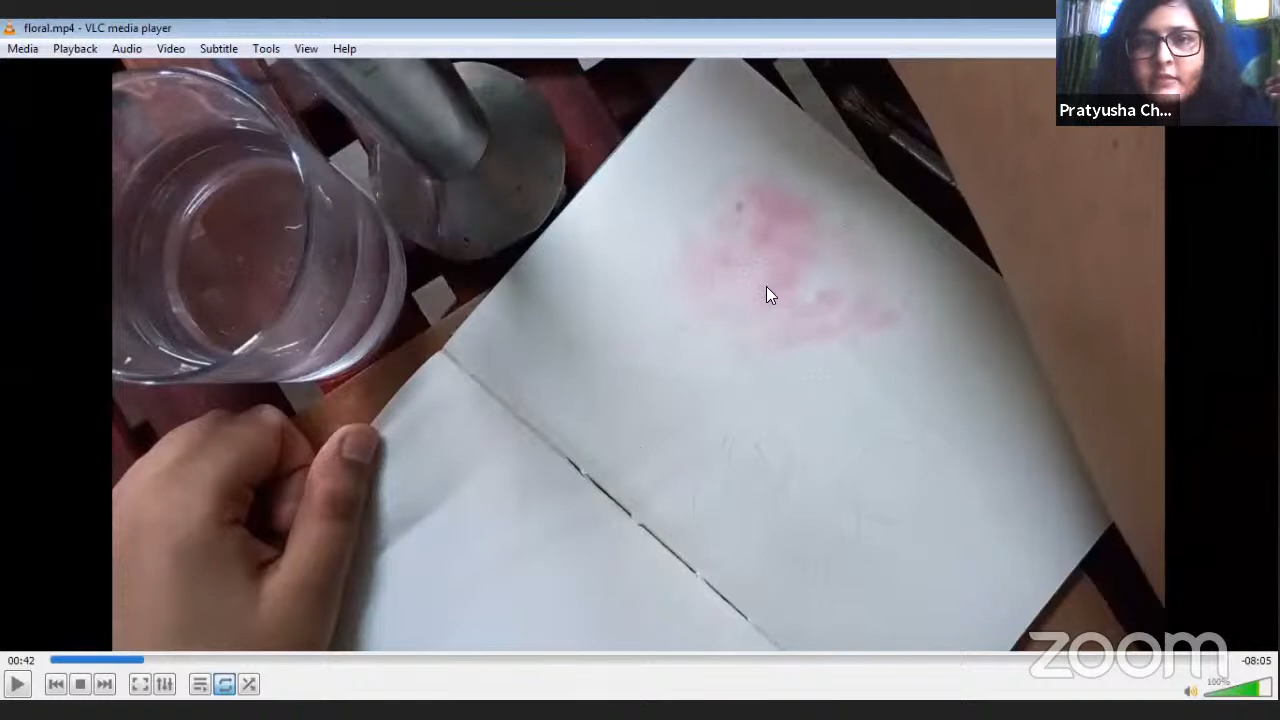 floral.mp4 - VLC media player
Media Playback Audio Video Subtitle Tools View Help
Pratyusha Ch...
00:42
-08:05
zoom
100%